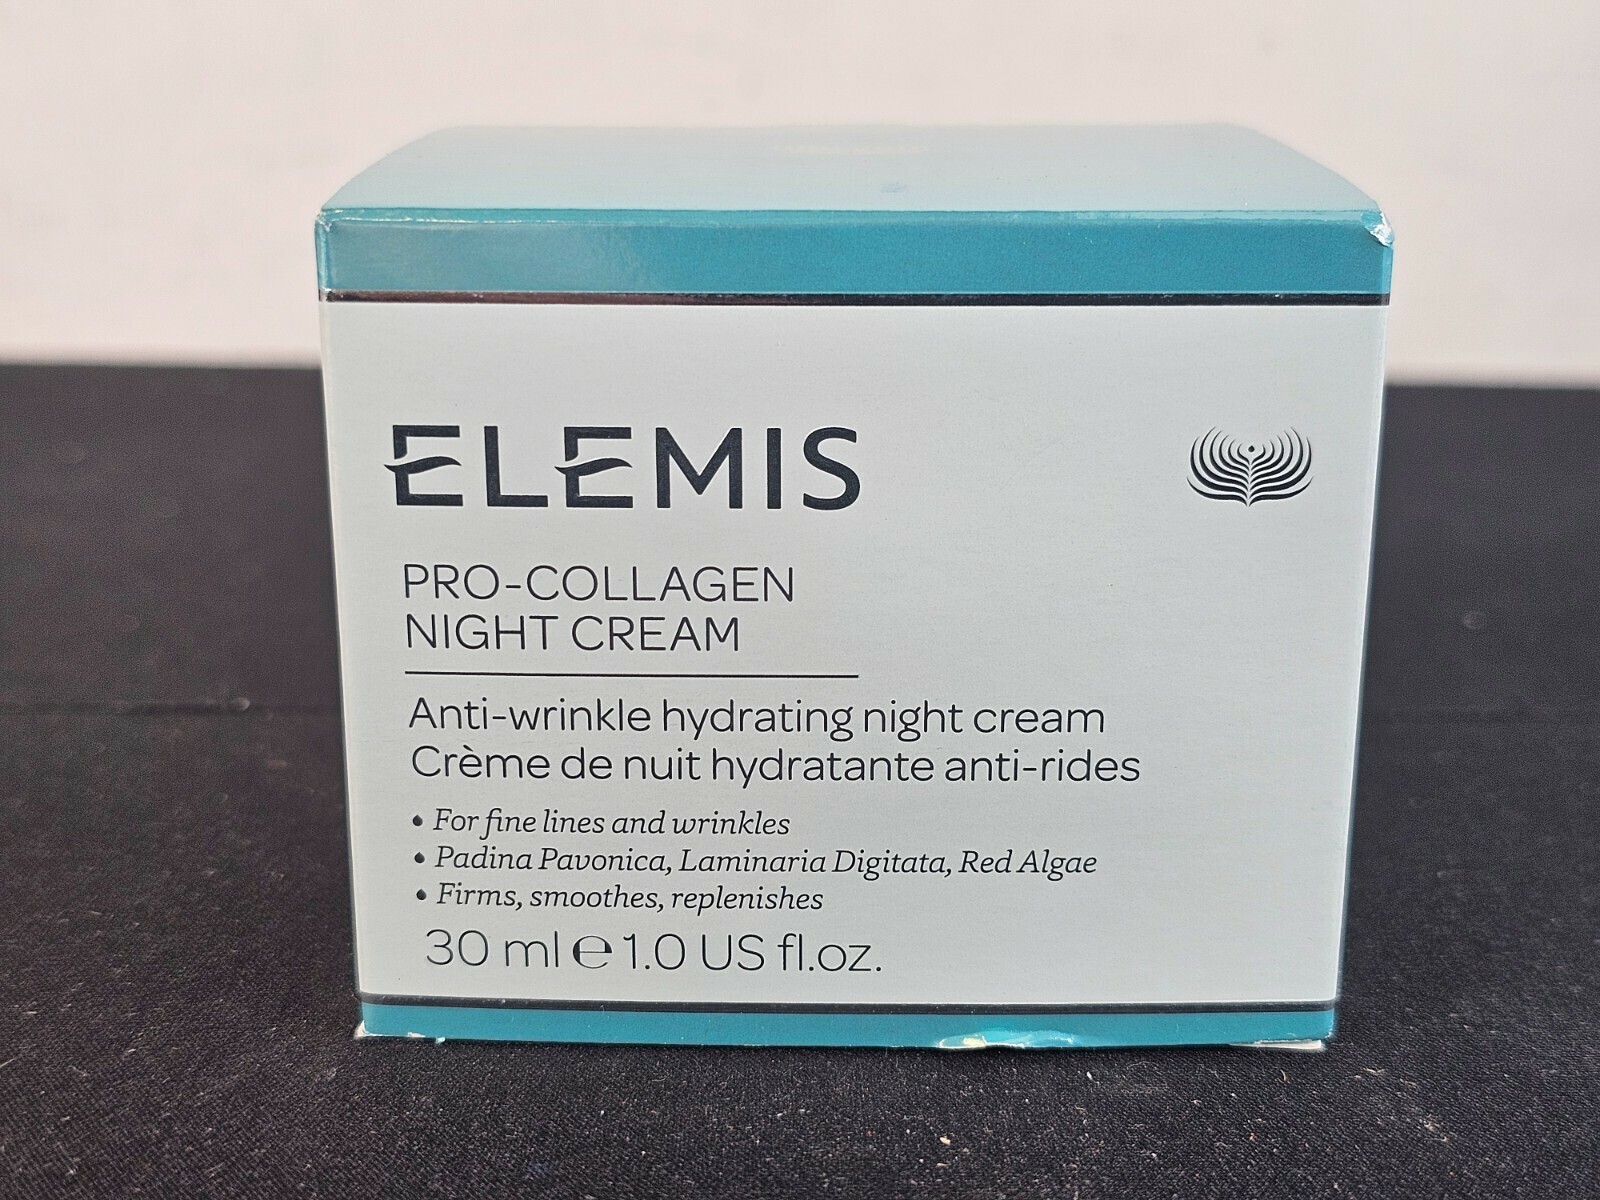 ELEMIS
PRO-COLLAGEN
NIGHT CREAM
Anti-wrinkle hydrating night cream
Crème de nuit hydratante anti-rides
• For fine lines and wrinkles
• Padina Pavonica, Laminaria Digitata, Red Algae
• Firms, smoothes, replenishes
30 ml ℮ 1.0 US fl.oz.